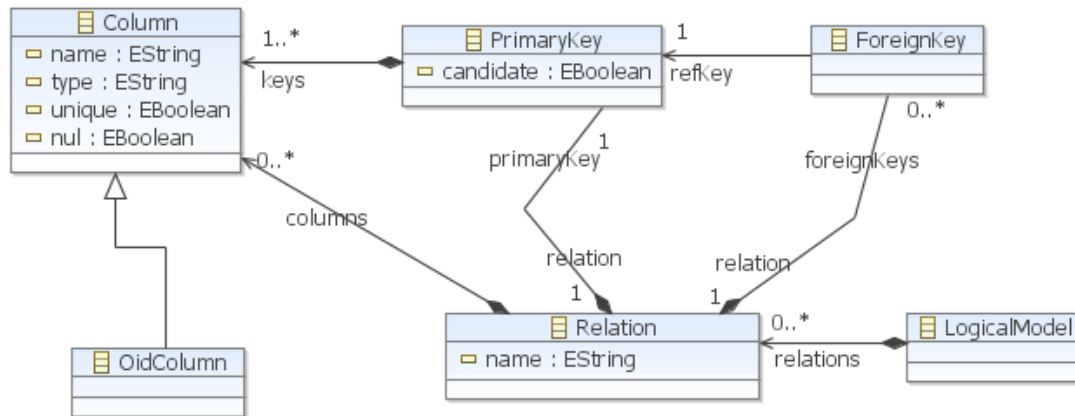 Column
name : EString
type : EString
unique : EBoolean
nul : EBoolean
1..*
keys
PrimaryKey
candidate : EBoolean
1
refKey
ForeignKey
0..*
0..*
1
primaryKey
foreignKeys
columns
relation
relation
1
1
OidColumn
Relation
name : EString
0..*
relations
LogicalModel